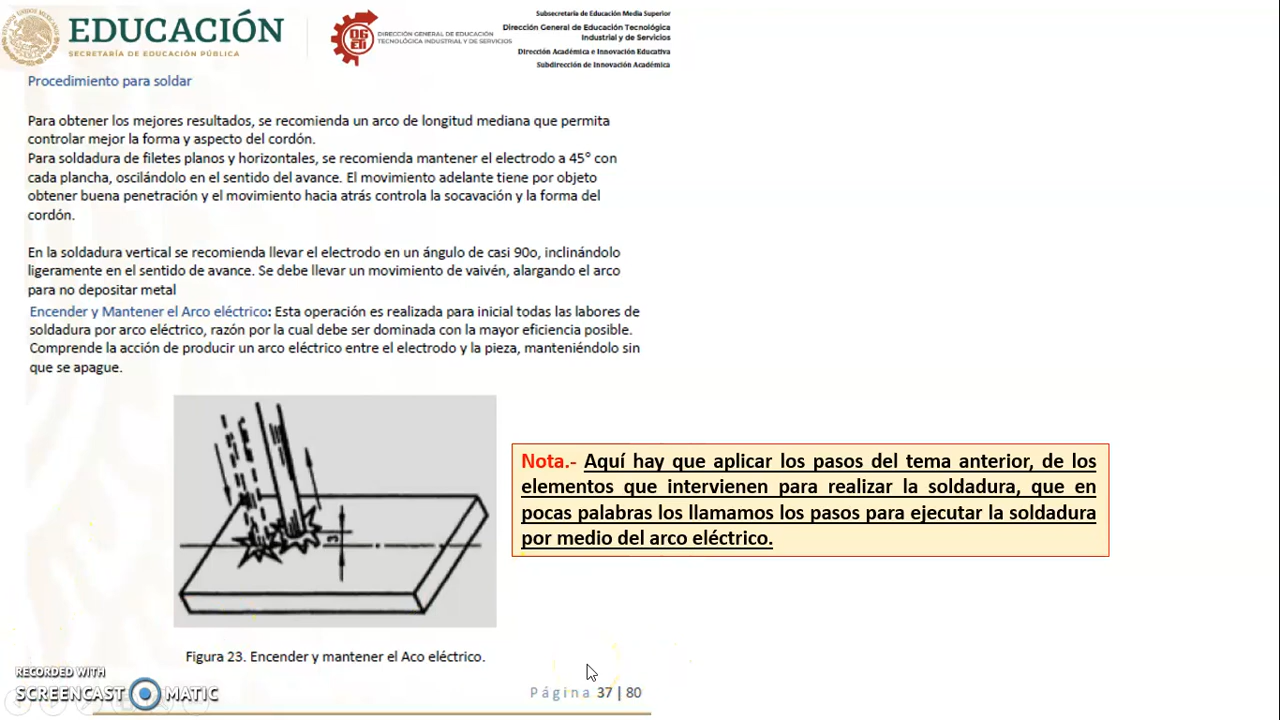 EDUCACIÓN
SECRETARÍA DE EDUCACIÓN PÚBLICA
DIRECCIÓN GENERAL DE EDUCACIÓN
TECNOLÓGICA INDUSTRIAL Y DE SERVICIOS
Subsecretaría de Educación Media Superior
Dirección General de Educación Tecnológica
Industrial y de Servicios
Dirección Académica e Innovación Educativa
Subdirección de Innovación Académica
Procedimiento para soldar
Para obtener los mejores resultados, se recomienda un arco de longitud mediana que permita
controlar mejor la forma y aspecto del cordón.
Para soldadura de filetes planos y horizontales, se recomienda mantener el electrodo a 45° con
cada plancha, oscilándolo en el sentido del avance. El movimiento adelante tiene por objeto
obtener buena penetración y el movimiento hacia atrás controla la socavación y la forma del
cordón.
En la soldadura vertical se recomienda llevar el electrodo en un ángulo de casi 90o, inclinándolo
ligeramente en el sentido de avance. Se debe llevar un movimiento de vaivén, alargando el arco
para no depositar metal
Encender y Mantener el Arco eléctrico: Esta operación es realizada para inicial todas las labores de
soldadura por arco eléctrico, razón por la cual debe ser dominada con la mayor eficiencia posible.
Comprende la acción de producir un arco eléctrico entre el electrodo y la pieza, manteniéndolo sin
que se apague.
3
Nota.- Aquí hay que aplicar los pasos del tema anterior, de los
elementos que intervienen para realizar la soldadura, que en
pocas palabras los llamamos los pasos para ejecutar la soldadura
por medio del arco eléctrico.
Figura 23. Encender y mantener el Aco eléctrico.
RECORDED WITH
SCREENCAST MATIC
Página 37 | 80